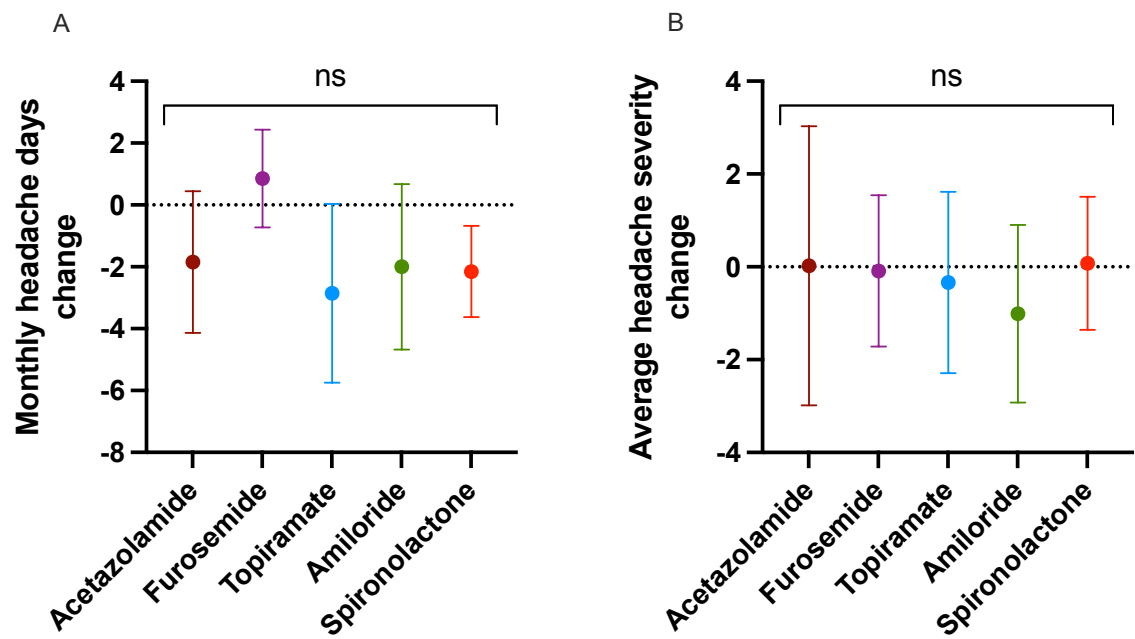 A
Monthly headache days
change
4
2
0
-2
-4
-6
-8
ns
Acetazolamide
Furosemide
Topiramate
Amiloride
Spironolactone
B
Average headache severity
change
4
2
0
-2
-4
ns
Acetazolamide
Furosemide
Topiramate
Amiloride
Spironolactone